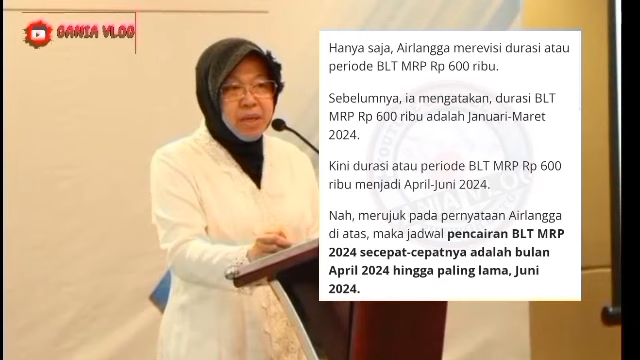 GANIA VLOG
Hanya saja, Airlangga merevisi durasi atau
periode BLT MRP Rp 600 ribu.
Sebelumnya, ia mengatakan, durasi BLT
MRP Rp 600 ribu adalah Januari-Maret
2024.
Kini durasi atau periode BLT MRP Rp 600
ribu menjadi April-Juni 2024.
Nah, merujuk pada pernyataan Airlangga
di atas, maka jadwal pencairan BLT MRP
2024 secepat-cepatnya adalah bulan
April 2024 hingga paling lama, Juni
2024.